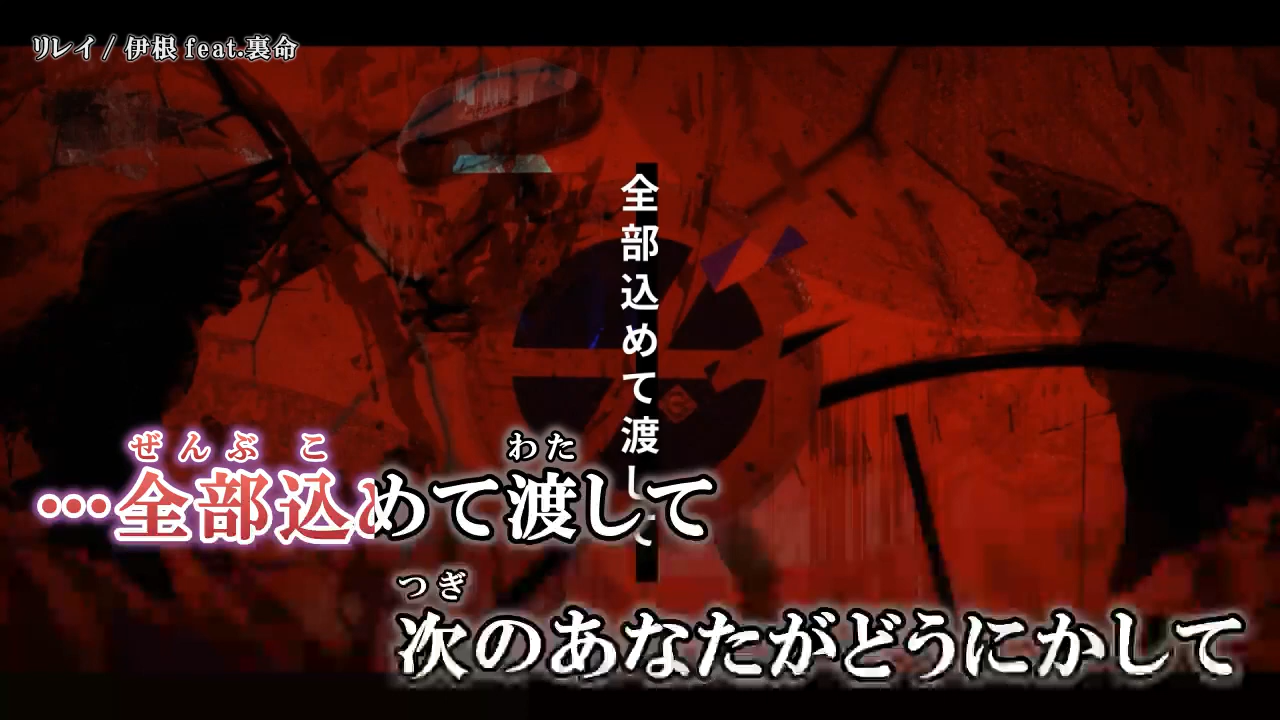 リレイ / 伊根 feat.裏命
全部込めて渡して
ぜんぶ こ わた
…全部込めて渡して
つぎ
次のあなたがどうにかして